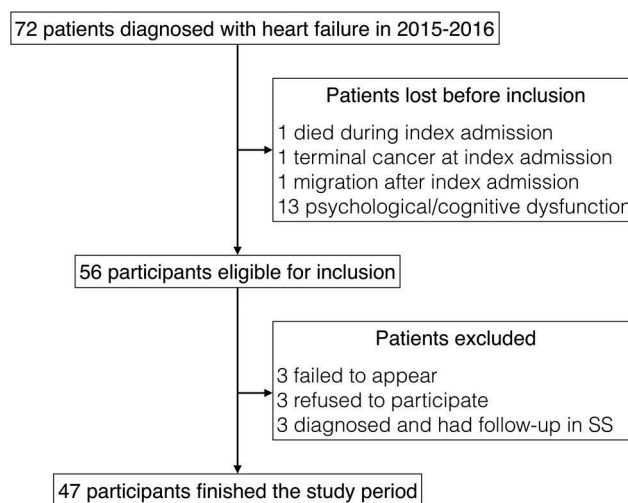 72 patients diagnosed with heart failure in 2015-2016
Patients lost before inclusion
1 died during index admission
1 terminal cancer at index admission
1 migration after index admission
13 psychological/cognitive dysfunction
56 participants eligible for inclusion
Patients excluded
3 failed to appear
3 refused to participate
3 diagnosed and had follow-up in SS
47 participants finished the study period